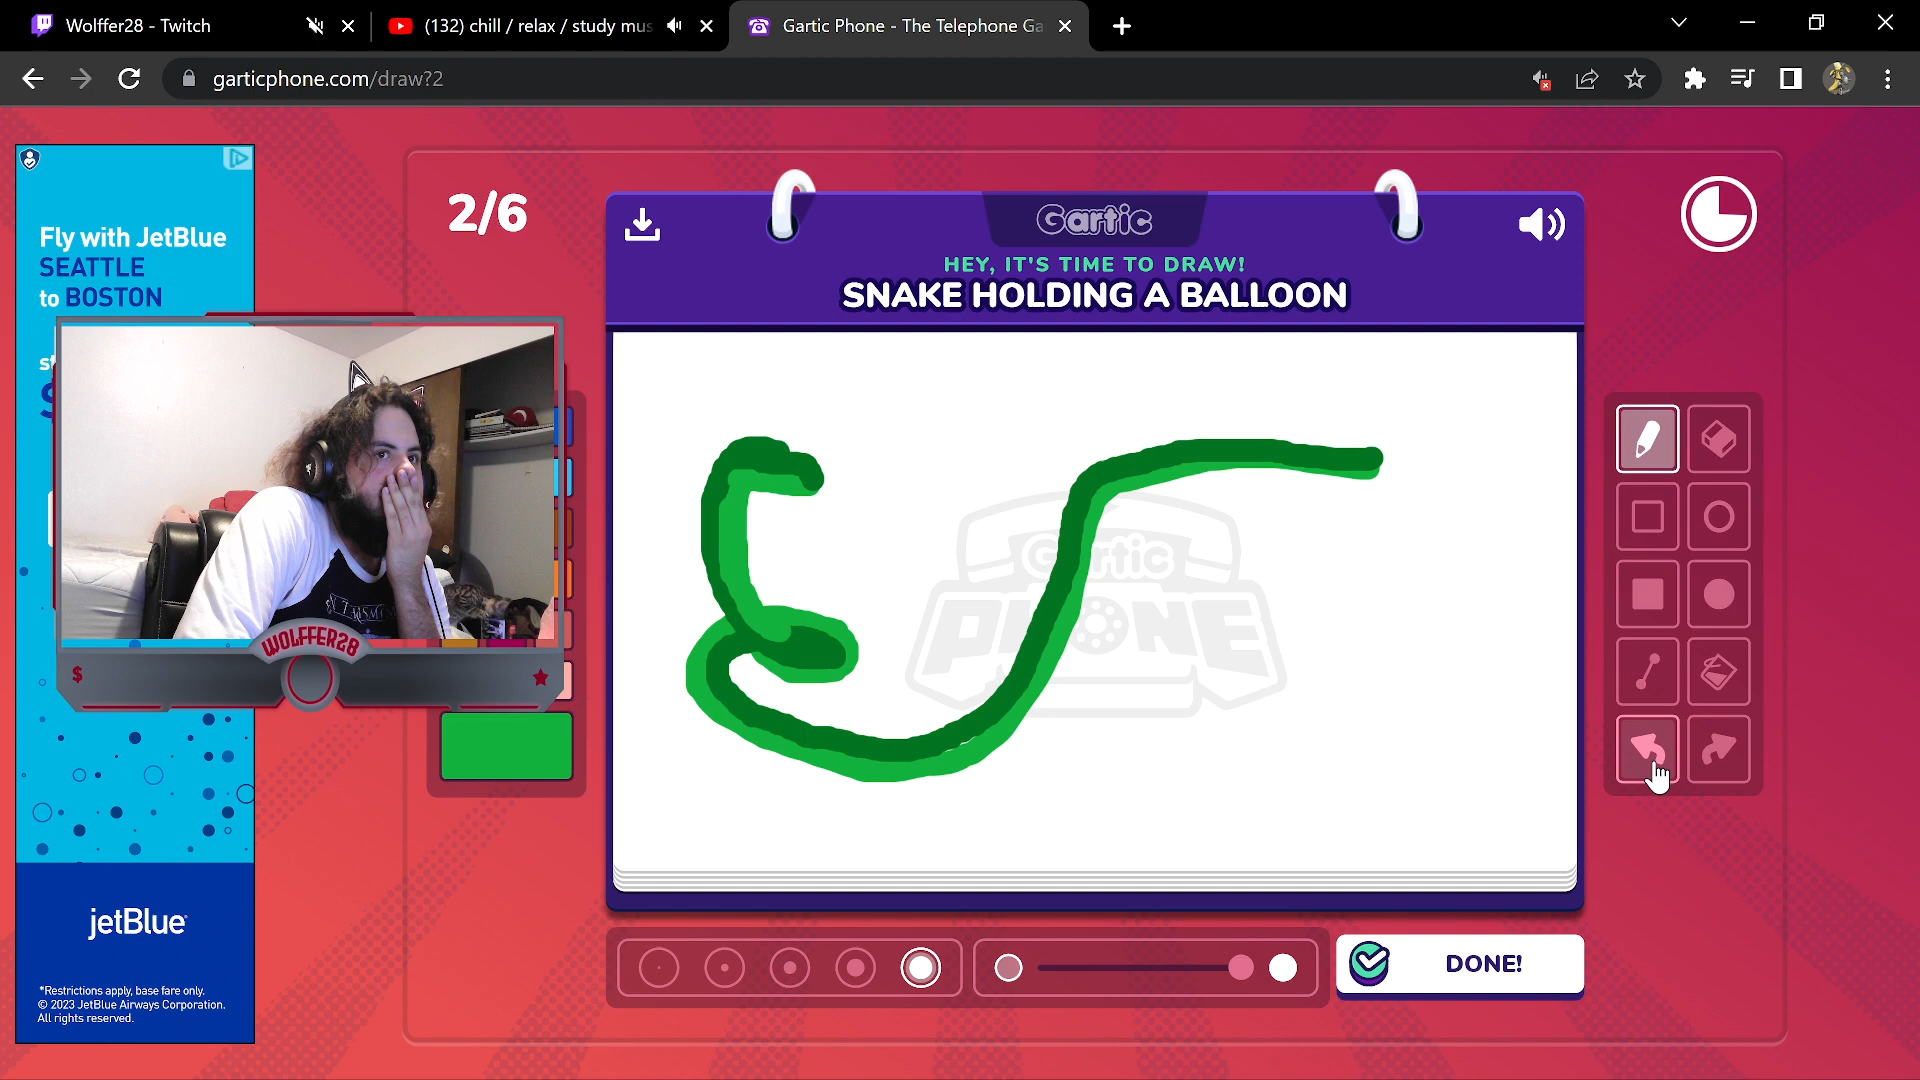 Wolffer28 - Twitch
(132) chill / relax / study mus
Gartic Phone - The Telephone Ga
garticphone.com/draw?2
Fly with JetBlue
SEATTLE
to BOSTON
jetBlue
*Restrictions apply, base fare only.
© 2023 JetBlue Airways Corporation.
All rights reserved.
2/6
Gartic
HEY, IT'S TIME TO DRAW!
SNAKE HOLDING A BALLOON
Gartic
PHONE
WOLFFER28
$
DONE!